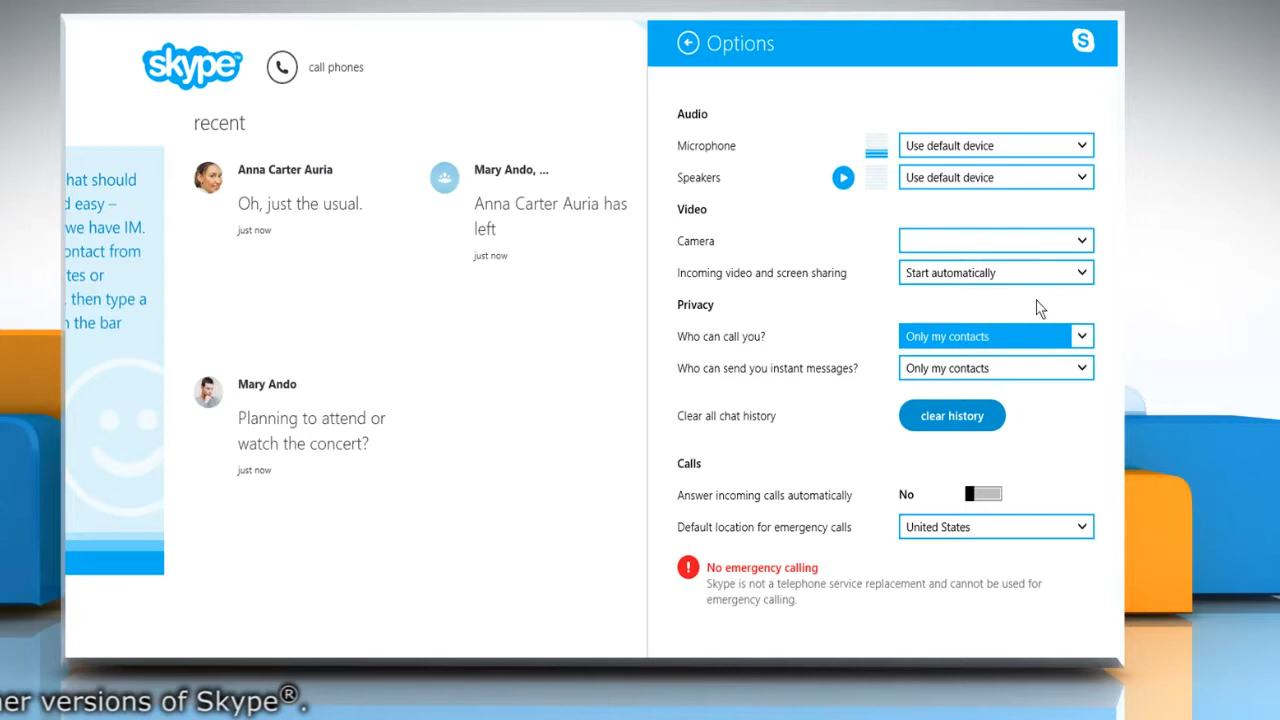 skype™
call phones
recent
hat should
d easy –
we have IM.
ontact from
tes or
, then type a
n the bar
Anna Carter Auria
Oh, just the usual.
just now
Mary Ando, ...
Anna Carter Auria has
left
just now
Mary Ando
Planning to attend or
watch the concert?
just now
Options
S
Audio
Microphone Use default device
Speakers Use default device
Video
Camera
Incoming video and screen sharing Start automatically
Privacy
Who can call you? Only my contacts
Who can send you instant messages? Only my contacts
Clear all chat history clear history
Calls
Answer incoming calls automatically No
Default location for emergency calls United States
! No emergency calling
Skype is not a telephone service replacement and cannot be used for
emergency calling.
her versions of Skype®.